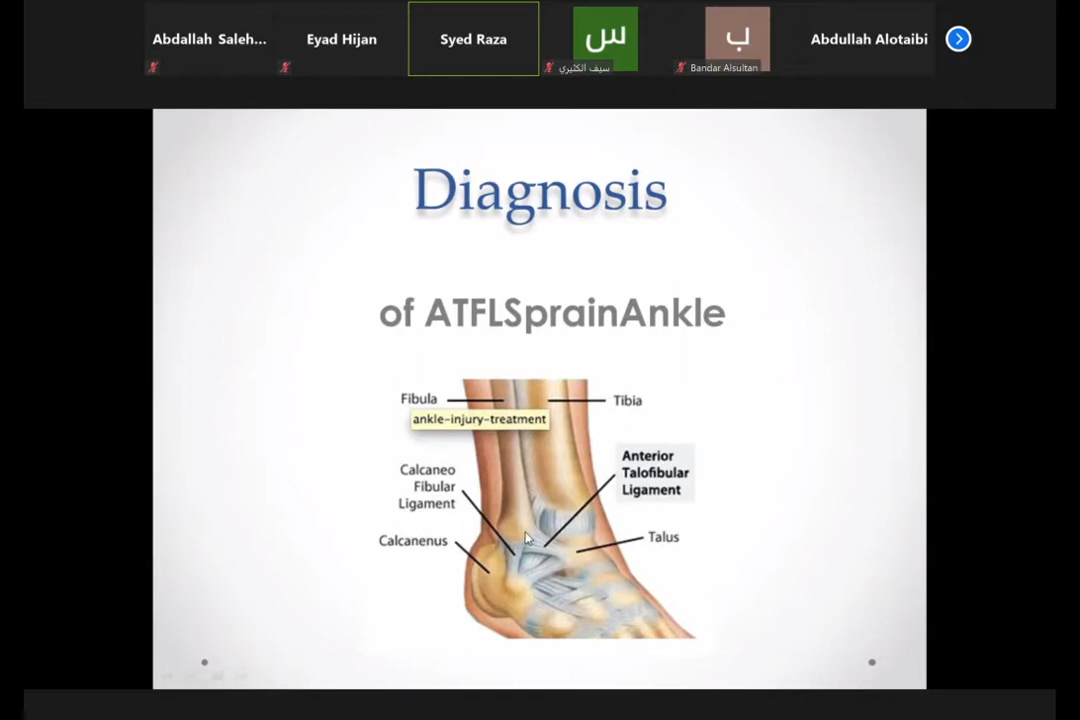 Abdallah Saleh...
Eyad Hijan
Syed Raza
س
سيف الكثيري
ب
Bandar Alsultan
Abdullah Alotaibi
Diagnosis
of ATFLSprainAnkle
Fibula
Tibia
ankle-injury-treatment
Anterior
Talofibular
Ligament
Calcaneo
Fibular
Ligament
Calcanenus
Talus